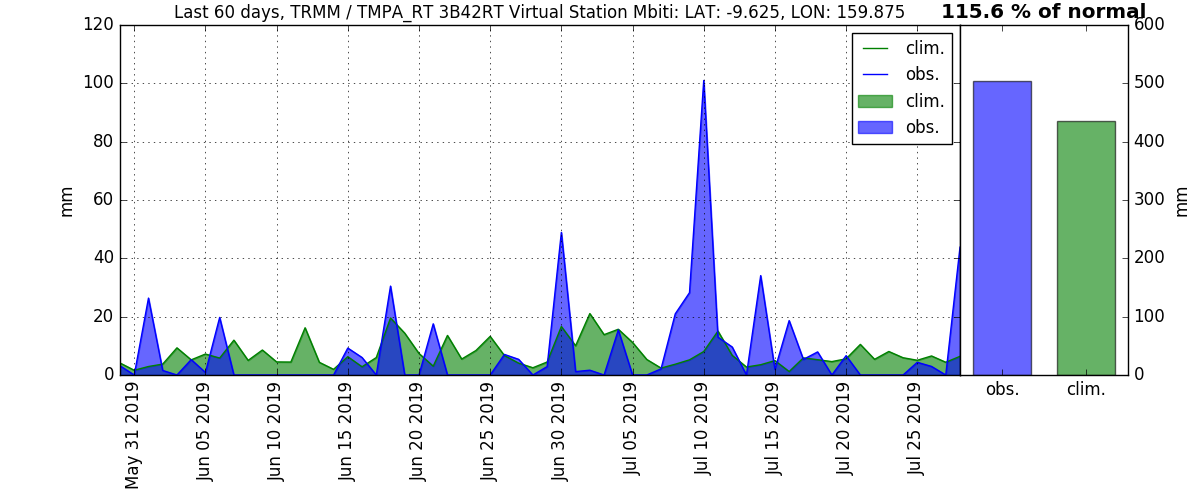 Last 60 days, TRMM / TMPA_RT 3B42RT Virtual Station Mbiti: LAT: -9.625, LON: 159.875
115.6 % of normal
120
100
80
60
40
20
0
mm
clim.
obs.
clim.
obs.
600
500
400
300
200
100
0
mm
May 31 2019
Jun 05 2019
Jun 10 2019
Jun 15 2019
Jun 20 2019
Jun 25 2019
Jun 30 2019
Jul 05 2019
Jul 10 2019
Jul 15 2019
Jul 20 2019
Jul 25 2019
obs.
clim.